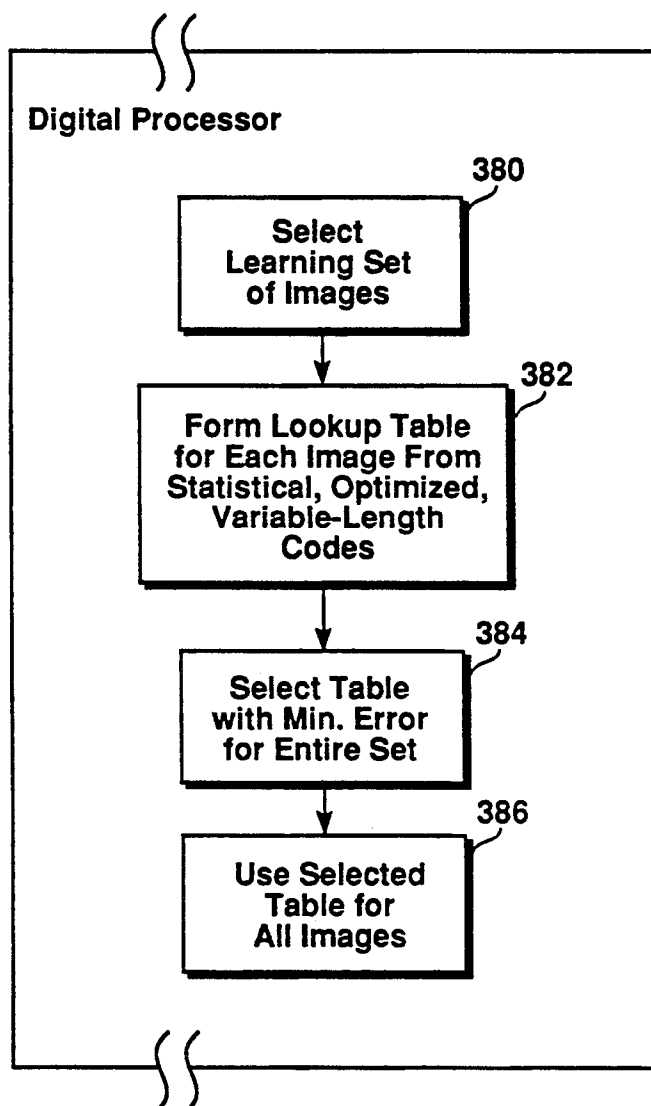 Digital Processor
380
Select
Learning Set
of Images
382
Form Lookup Table
for Each Image From
Statistical, Optimized,
Variable-Length
Codes
384
Select Table
with Min. Error
for Entire Set
386
Use Selected
Table for
All Images